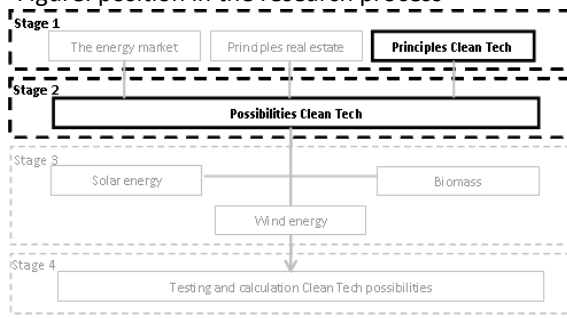 Figure: position in the research process
Stage 1
The energy market
Principles real estate
Principles Clean Tech
Stage 2
Possibilities Clean Tech
Stage 3
Solar energy
Biomass
Wind energy
Stage 4
Testing and calculation Clean Tech possibilities